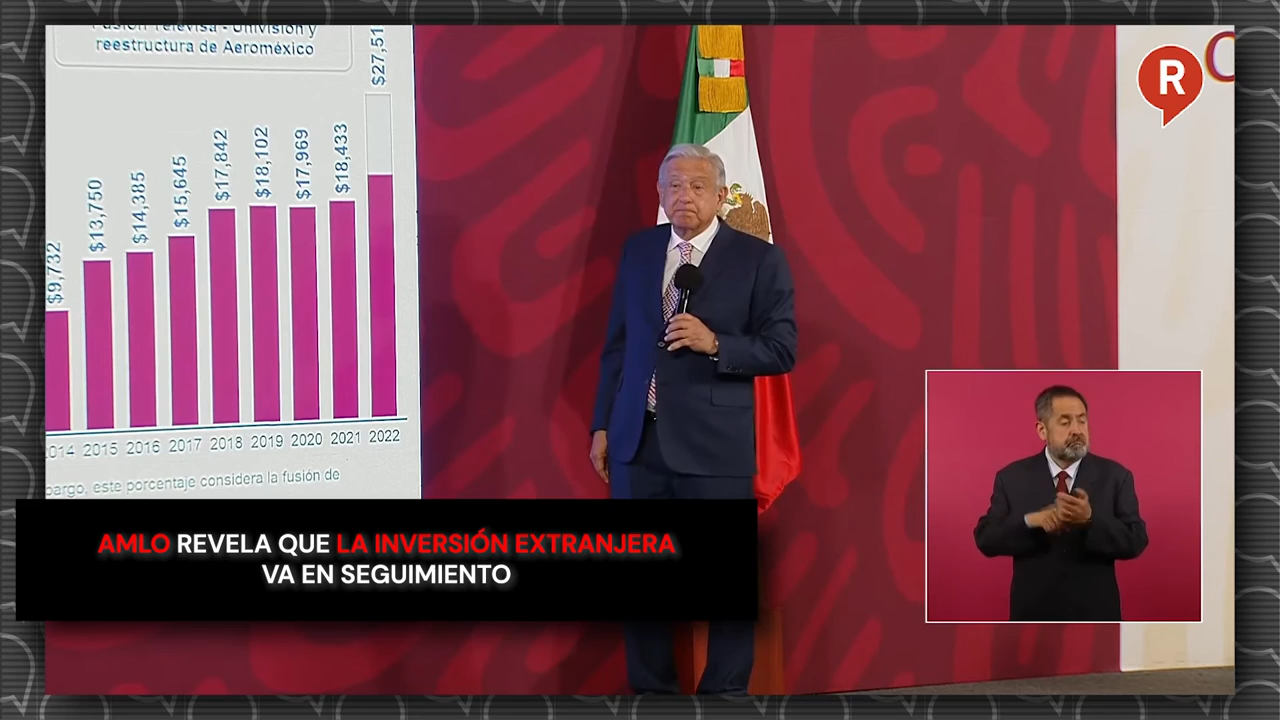 Fusión Televisa - Univisión y
reestructura de Aeroméxico
$9,732
$13,750
$14,385
$15,645
$17,842
$18,102
$17,969
$18,433
$27,51
2015 2016 2017 2018 2019 2020 2021 2022
este porcentaje considera la fusión de
R
AMLO REVELA QUE LA INVERSIÓN EXTRANJERA
VA EN SEGUIMIENTO